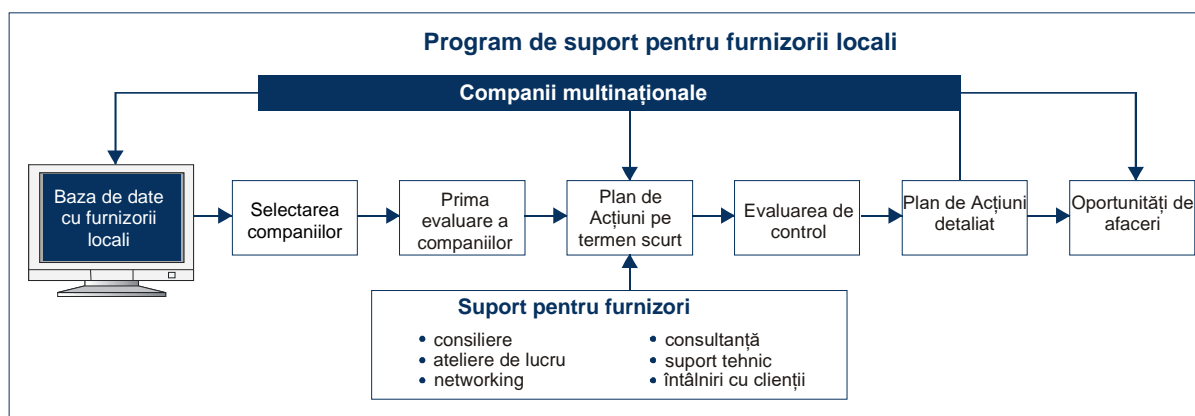 Program de suport pentru furnizorii locali
Companii multinaționale
Baza de date
cu furnizorii
locali
Selectarea
companiilor
Prima
evaluare a
companiilor
Plan de
Acțiuni pe
termen scurt
Evaluarea de
control
Plan de Acțiuni
detaliat
Oportunități de
afaceri
Suport pentru furnizori
• consiliere
• ateliere de lucru
• networking
• consultanță
• suport tehnic
• întâlniri cu clienții